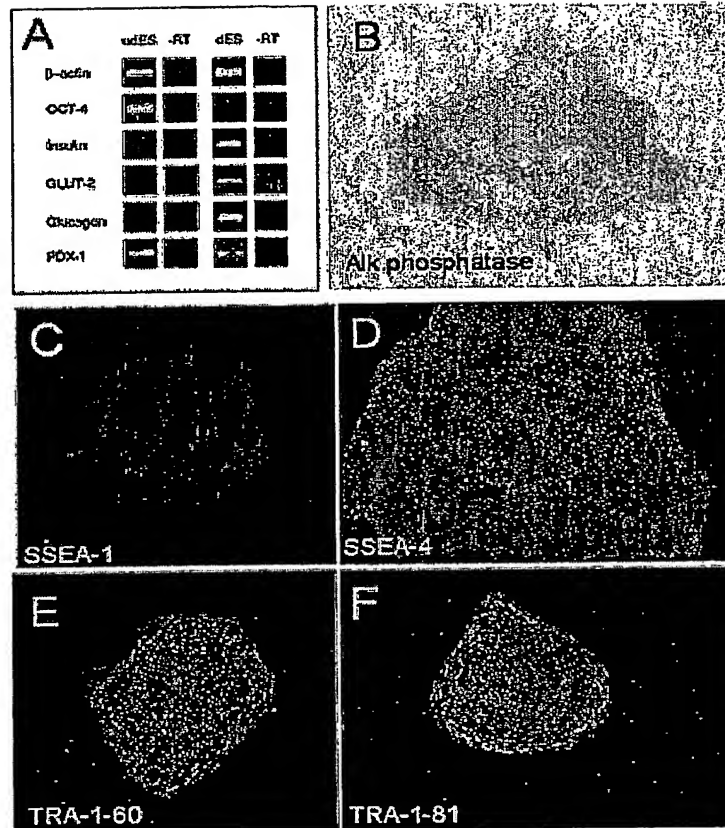 A
udES -RT dES -RT
β-actin
OCT-4
Insulin
GLUT-2
Glucagon
PDX-1
B
Alk phosphatase
C
SSEA-1
D
SSEA-4
E
TRA-1-60
F
TRA-1-81